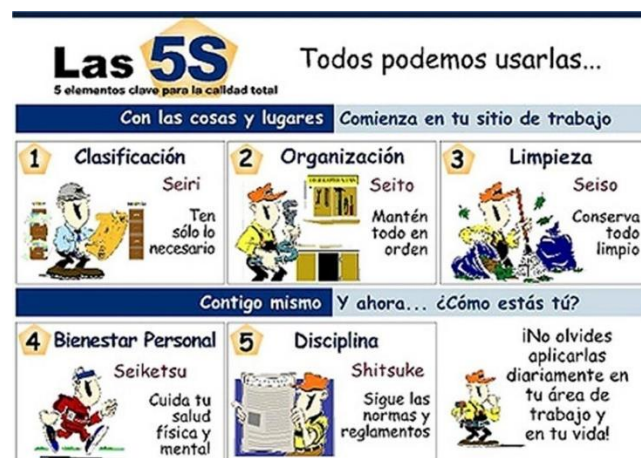 Las 5S
5 elementos clave para la calidad total
Todos podemos usarlas...
Con las cosas y lugares Comienza en tu sitio de trabajo
1 Clasificación
Seiri
Ten
sólo lo
necesario
2 Organización
Seito
Mantén
todo en
orden
3 Limpieza
Seiso
Conserva
todo
limpio
Contigo mismo Y ahora... ¿Cómo estás tú?
4 Bienestar Personal
Seiketsu
Cuida tu
salud
física y
mental
5 Disciplina
Shitsuke
Sigue las
normas y
reglamentos
¡No olvides
aplicarlas
diariamente en
tu área de
trabajo y
en tu vida!